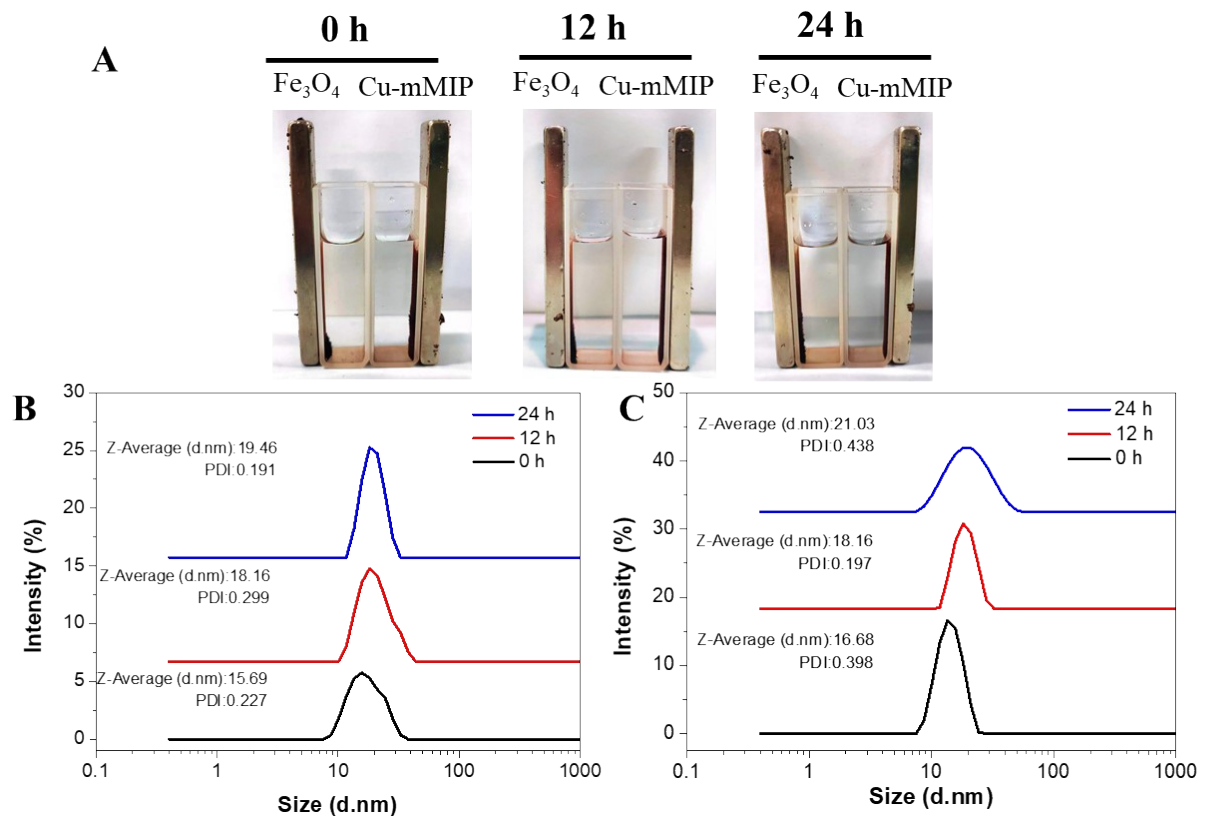 A
0 h
12 h
24 h
Fe₃O₄ Cu-mMIP
Fe₃O₄ Cu-mMIP
Fe₃O₄ Cu-mMIP
B
30
25
20
15
10
5
0
Intensity (%)
24 h
12 h
0 h
Z-Average (d.nm):19.46
PDI:0.191
Z-Average (d.nm):18.16
PDI:0.299
Z-Average (d.nm):15.69
PDI:0.227
0.1 1 10 100 1000
Size (d.nm)
C
50
40
30
20
10
0
Intensity (%)
24 h
12 h
0 h
Z-Average (d.nm):21.03
PDI:0.438
Z-Average (d.nm):18.16
PDI:0.197
Z-Average (d.nm):16.68
PDI:0.398
0.1 1 10 100 1000
Size (d.nm)